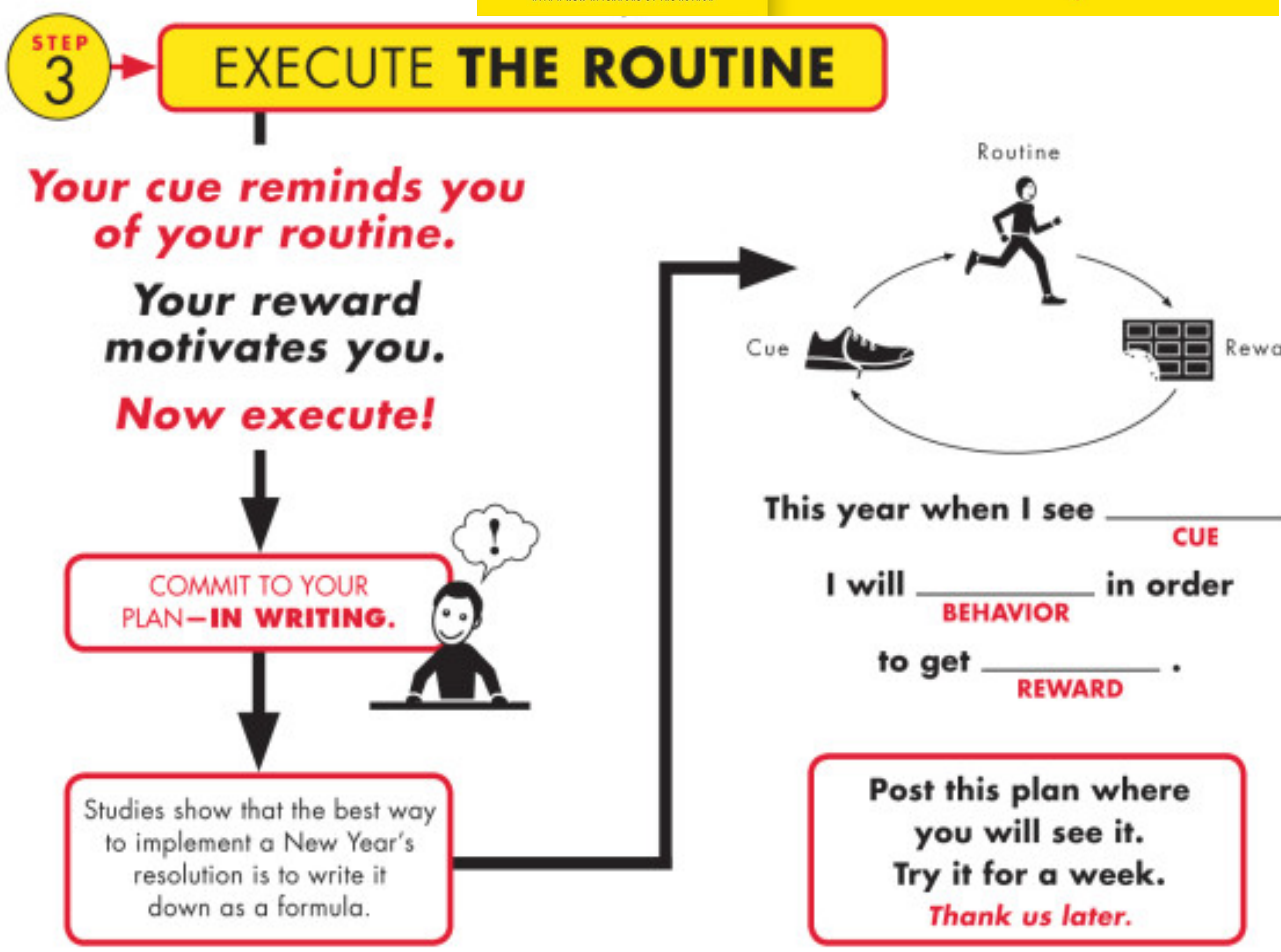 STEP
3
EXECUTE THE ROUTINE
Your cue reminds you
of your routine.
Your reward
motivates you.
Now execute!
!
COMMIT TO YOUR
PLAN—IN WRITING.
Studies show that the best way
to implement a New Year's
resolution is to write it
down as a formula.
Routine
Cue
Rewa
This year when I see
CUE
I will ____________ in order
BEHAVIOR
to get ____________ .
REWARD
Post this plan where
you will see it.
Try it for a week.
Thank us later.